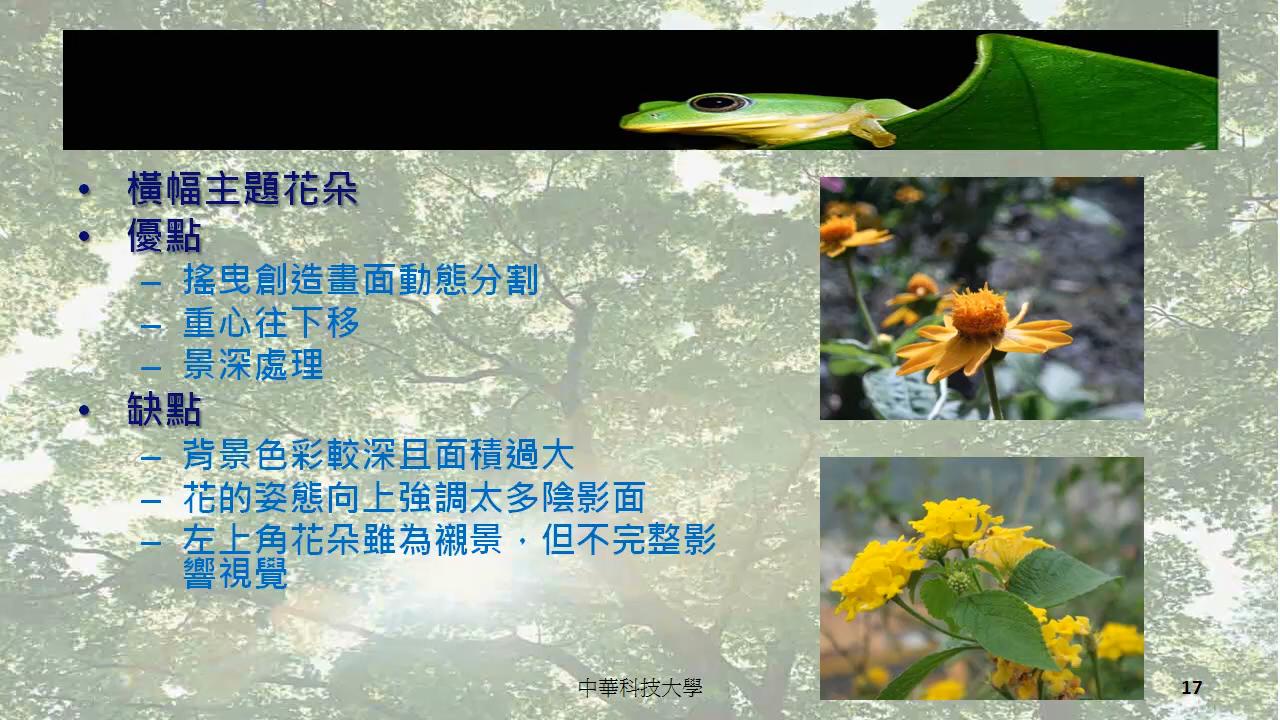 • 橫幅主題花朵
• 優點
– 搖曳創造畫面動態分割
– 重心往下移
– 景深處理
• 缺點
– 背景色彩較深且面積過大
– 花的姿態向上強調太多陰影面
– 左上角花朵雖為襯景，但不完整影
響視覺
中華科技大學
17